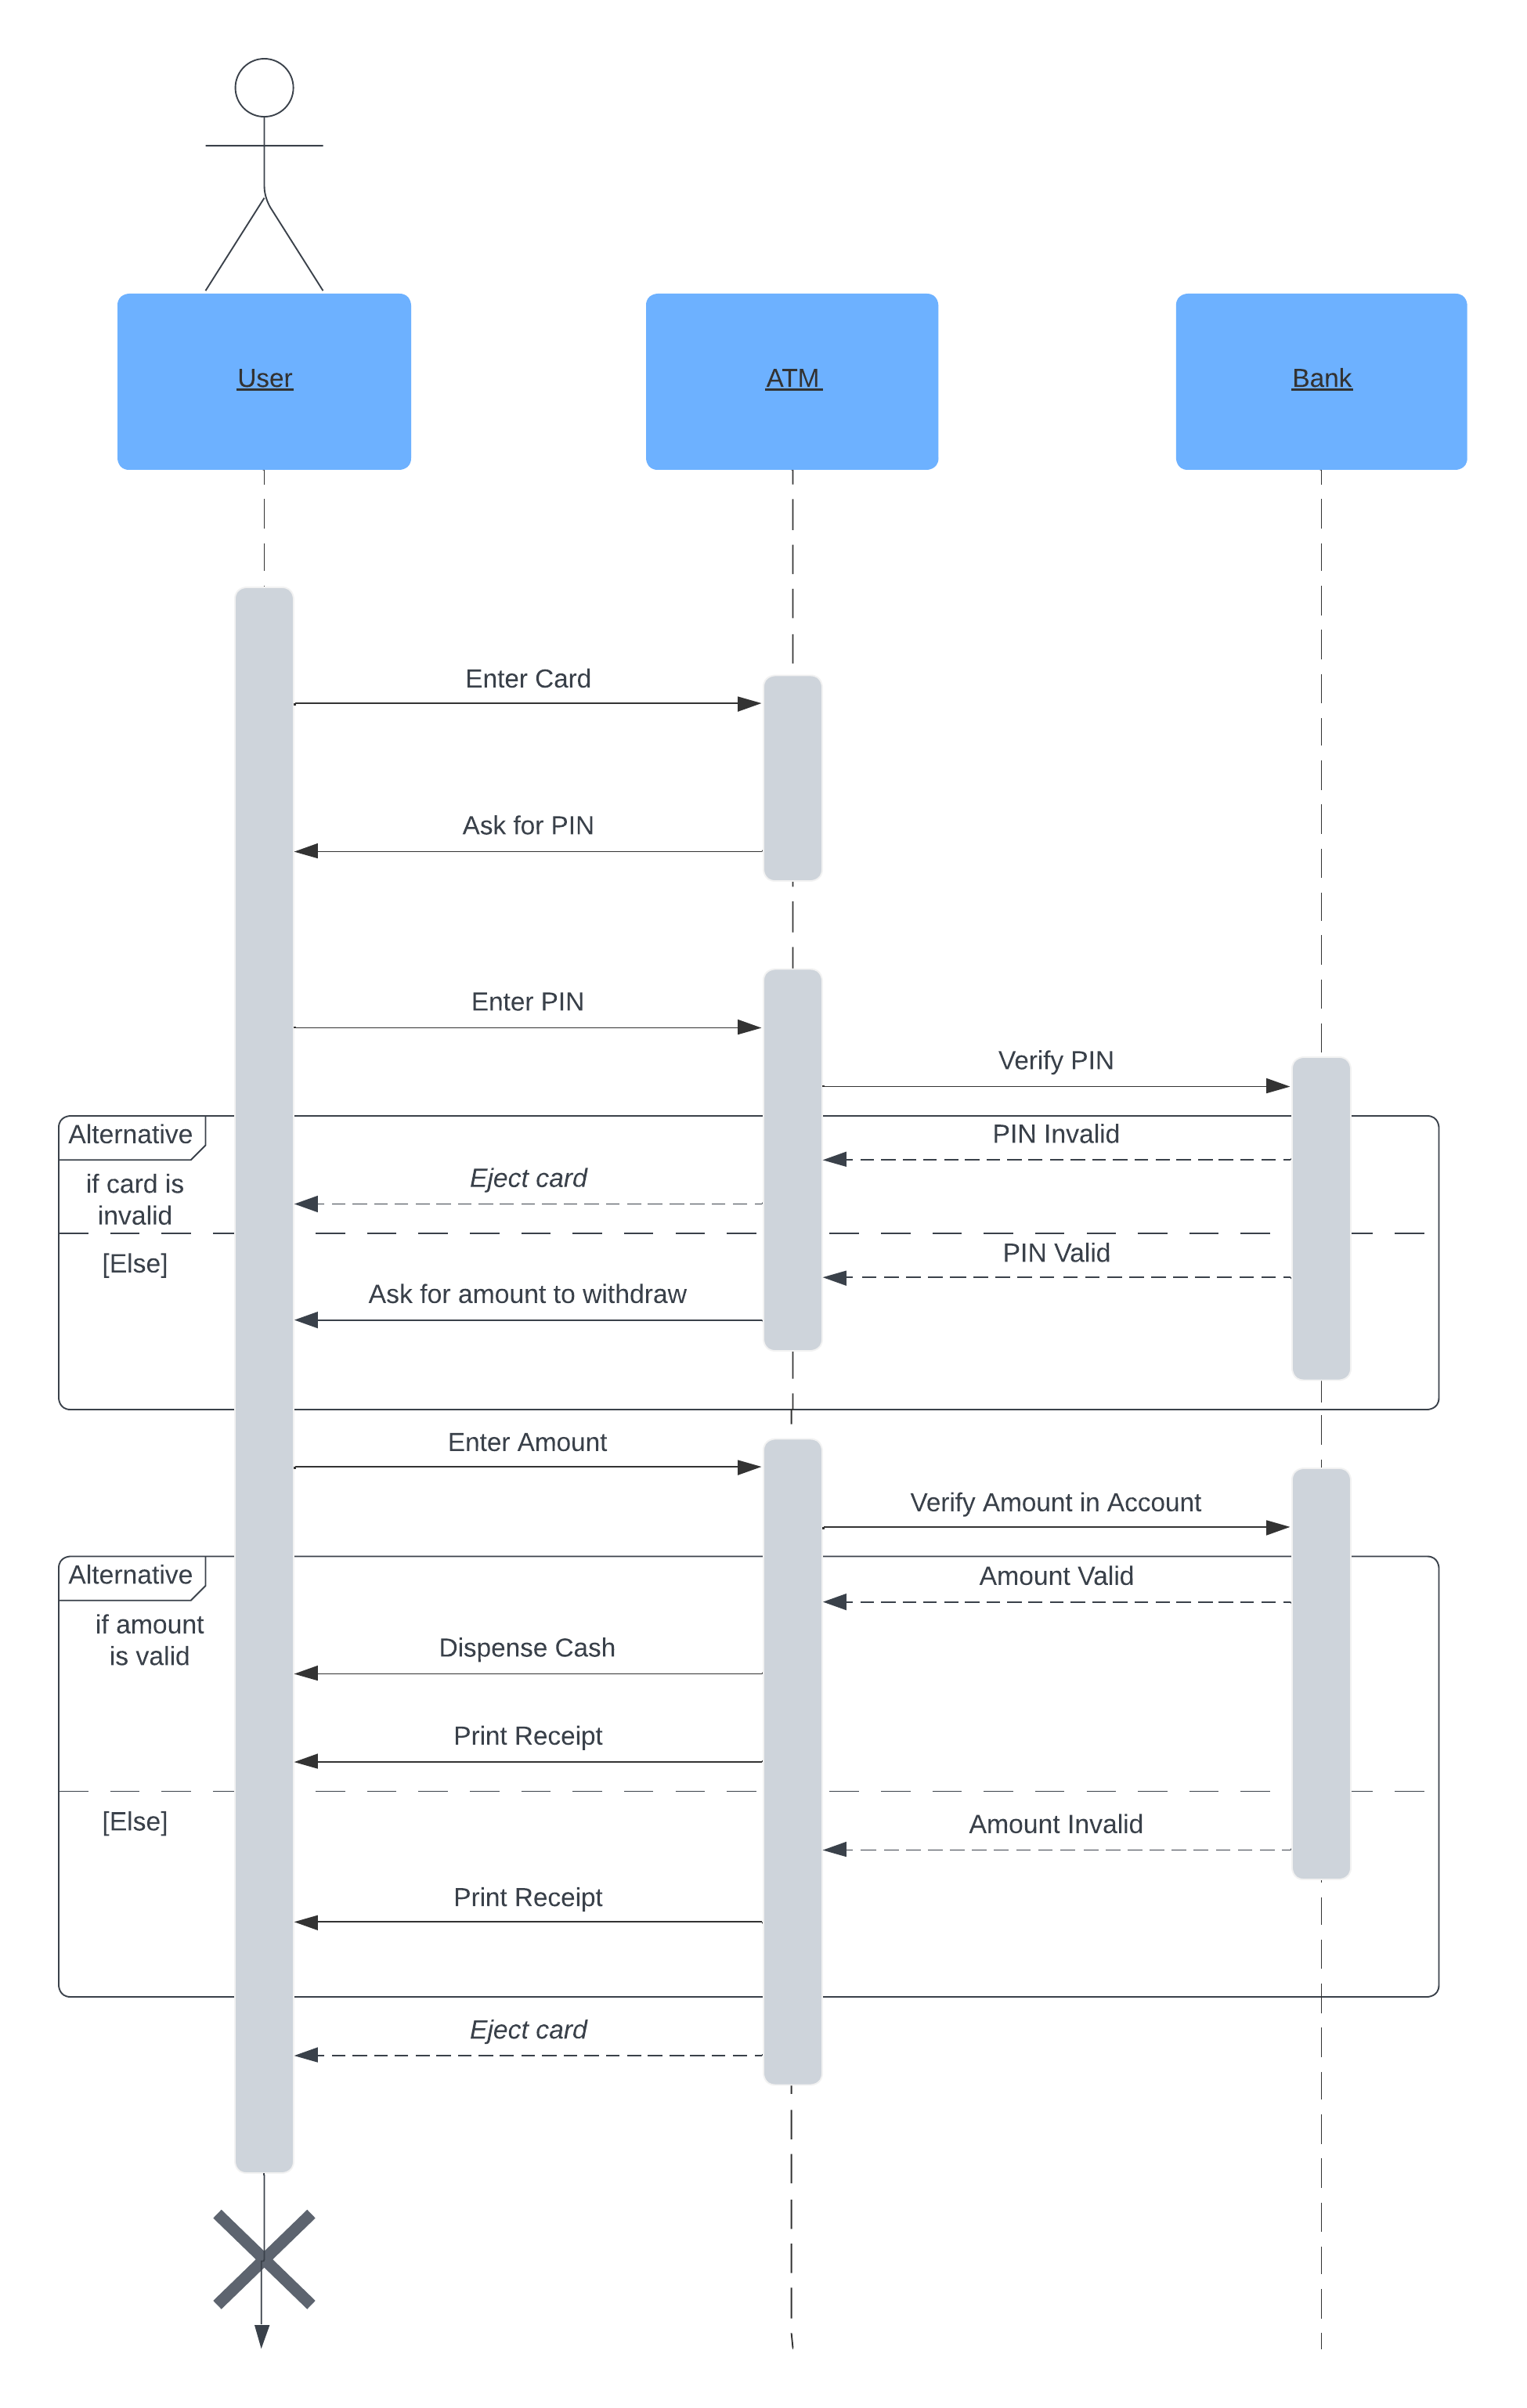 User
ATM
Bank
Enter Card
Ask for PIN
Enter PIN
Verify PIN
Alternative
PIN Invalid
if card is
invalid
Eject card
[Else]
PIN Valid
Ask for amount to withdraw
Enter Amount
Verify Amount in Account
Alternative
Amount Valid
if amount
is valid
Dispense Cash
Print Receipt
[Else]
Amount Invalid
Print Receipt
Eject card